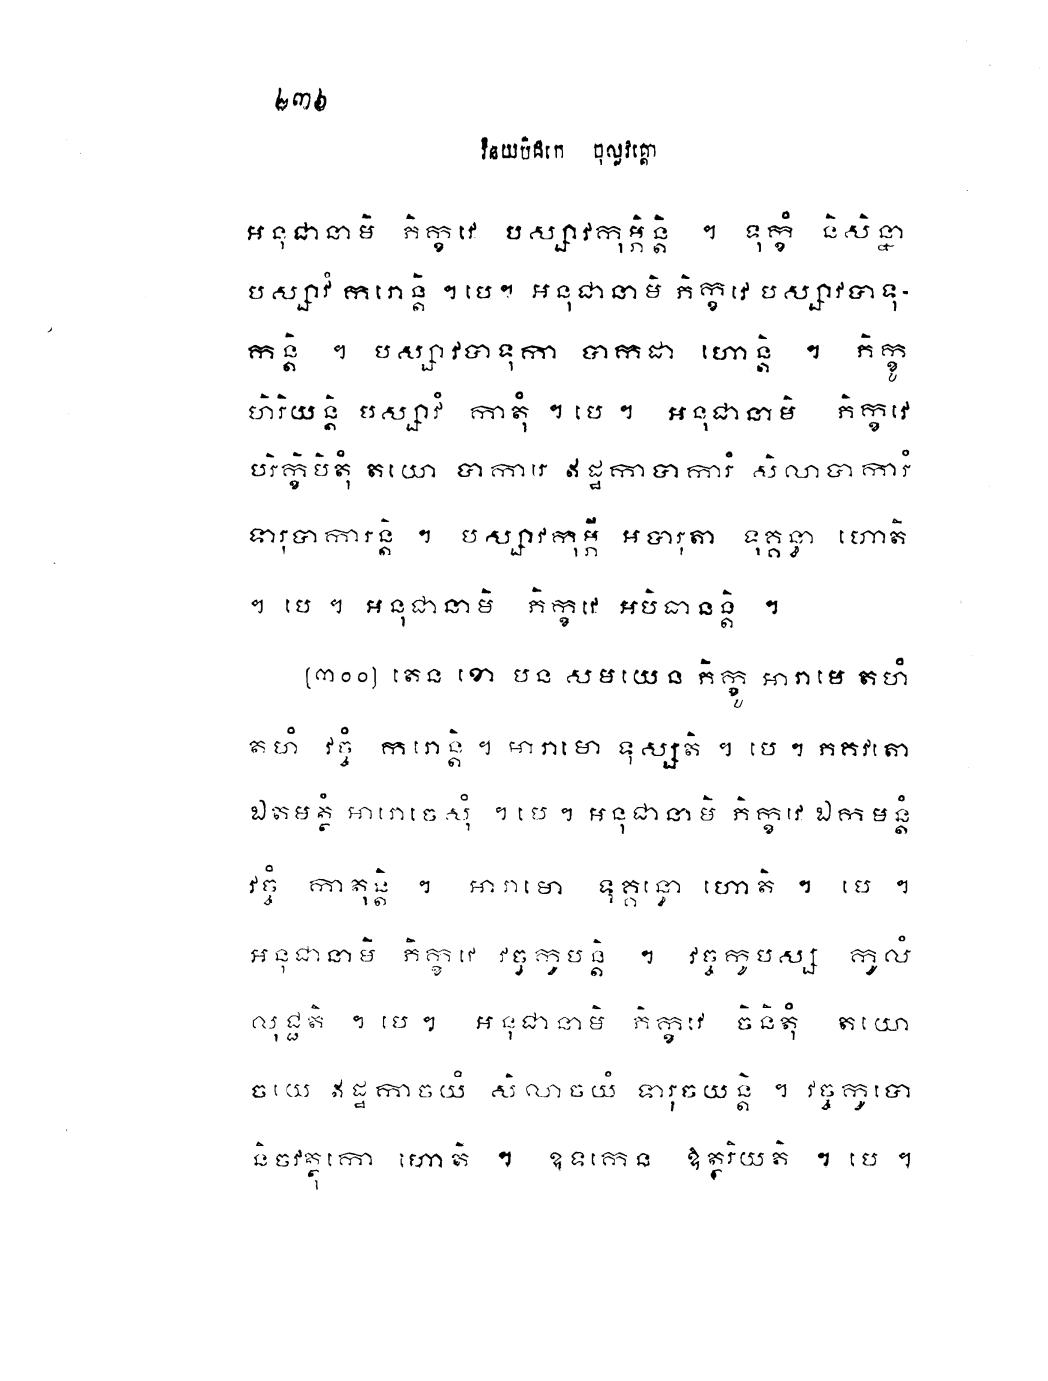 ២៣៦
វិនយបិដកេ ចុល្លវគ្គោ
អនុជានាមិ ភិក្ខវេ បស្សាវកុម្ភិន្តិ ។ ទុក្ខំ និសិន្នា
បស្សាវំ ករោន្តិ ។ បេ។ អនុជានាមិ ភិក្ខវេ បស្សាវបាទុ-
កន្តិ ។ បស្សាវបាទុកា បាកដា ហោន្តិ ។ ភិក្ខូ
ហិរិយន្តិ បស្សាវំ កាតុំ ។ បេ ។ អនុជានាមិ ភិក្ខវេ
បរិក្ខិបិតុំ តយោ បាការេ ឥដ្ឋកាបាការំ សិលាបាការំ
ទារុបាការន្តិ ។ បស្សាវកុម្ភី អបារុតា ទុគ្គន្ធា ហោតិ
។ បេ ។ អនុជានាមិ ភិក្ខវេ អបិធានន្តិ ។
(៣០០) តេន ខោ បន សមយេន ភិក្ខូ អារាមេ តហំ
តហំ វច្ចំ ករោន្តិ ។ អារាមោ ទុស្សតិ ។ បេ ។ ភគវតោ
ឯតមត្ថំ អារោចេសុំ ។ បេ ។ អនុជានាមិ ភិក្ខវេ ឯកមន្តំ
វច្ចំ កាតុន្តិ ។ អារាមោ ទុគ្គន្ធោ ហោតិ ។ បេ ។
អនុជានាមិ ភិក្ខវេ វច្ចកូបន្តិ ។ វច្ចកូបស្ស កូលំ
លុជ្ជតិ ។ បេ ។ អនុជានាមិ ភិក្ខវេ ចិនិតុំ តយោ
ចយេ ឥដ្ឋកាចយំ សិលាចយំ ទារុចយន្តិ ។ វច្ចកូបោ
និចវត្ថុកោ ហោតិ ។ ឧទកេន ឱត្ថរិយតិ ។ បេ ។